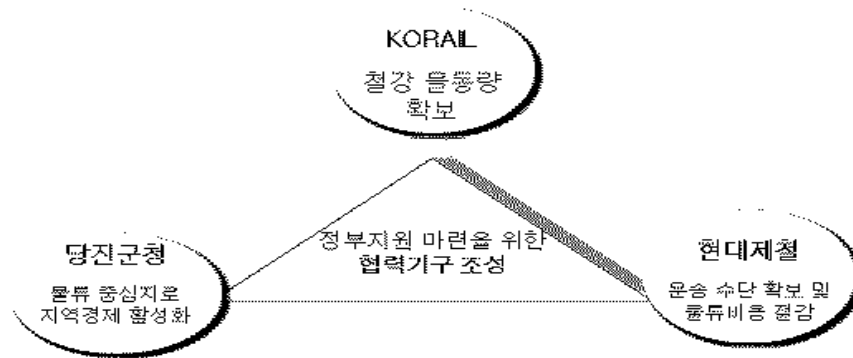 KORAIL
철강 물동량
확보
정부지원 마련을 위한
협력기구 조성
당진군청
물류 중심지로
지역경제 활성화
현대제철
운송 수단 확보 및
물류비용 절감